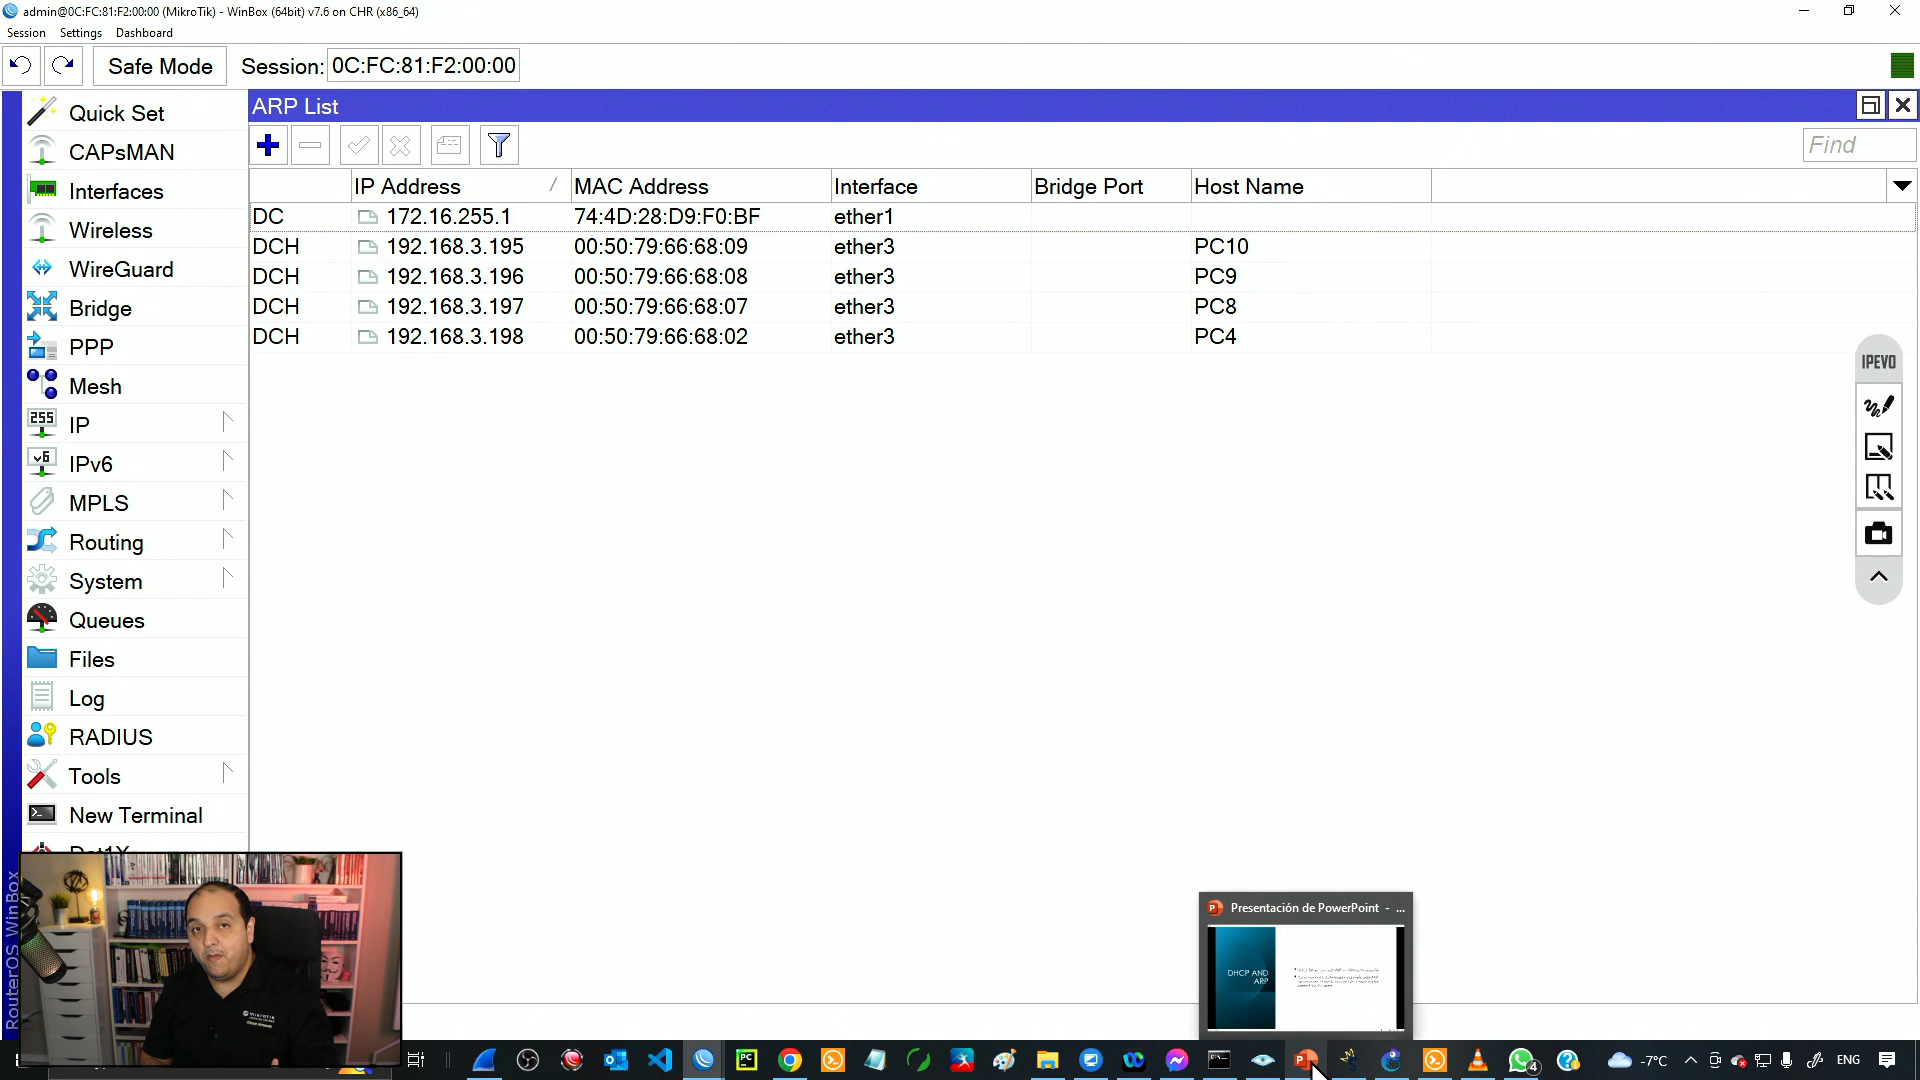 admin@0C:FC:81:F2:00:00 (MikroTik) - WinBox (64bit) v7.6 on CHR (x86_64)
Session Settings Dashboard
Safe Mode Session: 0C:FC:81:F2:00:00
Quick Set
CAPsMAN
Interfaces
Wireless
WireGuard
Bridge
PPP
Mesh
255 IP
v6 IPv6
MPLS
Routing
System
Queues
Files
Log
RADIUS
Tools
New Terminal
Dot1X
RouterOS WinBox
ARP List
Find
IP Address / MAC Address Interface Bridge Port Host Name
DC 172.16.255.1 74:4D:28:D9:F0:BF ether1
DCH 192.168.3.195 00:50:79:66:68:09 ether3 PC10
DCH 192.168.3.196 00:50:79:66:68:08 ether3 PC9
DCH 192.168.3.197 00:50:79:66:68:07 ether3 PC8
DCH 192.168.3.198 00:50:79:66:68:02 ether3 PC4
IPEVO
Presentación de PowerPoint - ...
DHCP AND
ARP
MikroTik
PC
4
-7°C
ENG